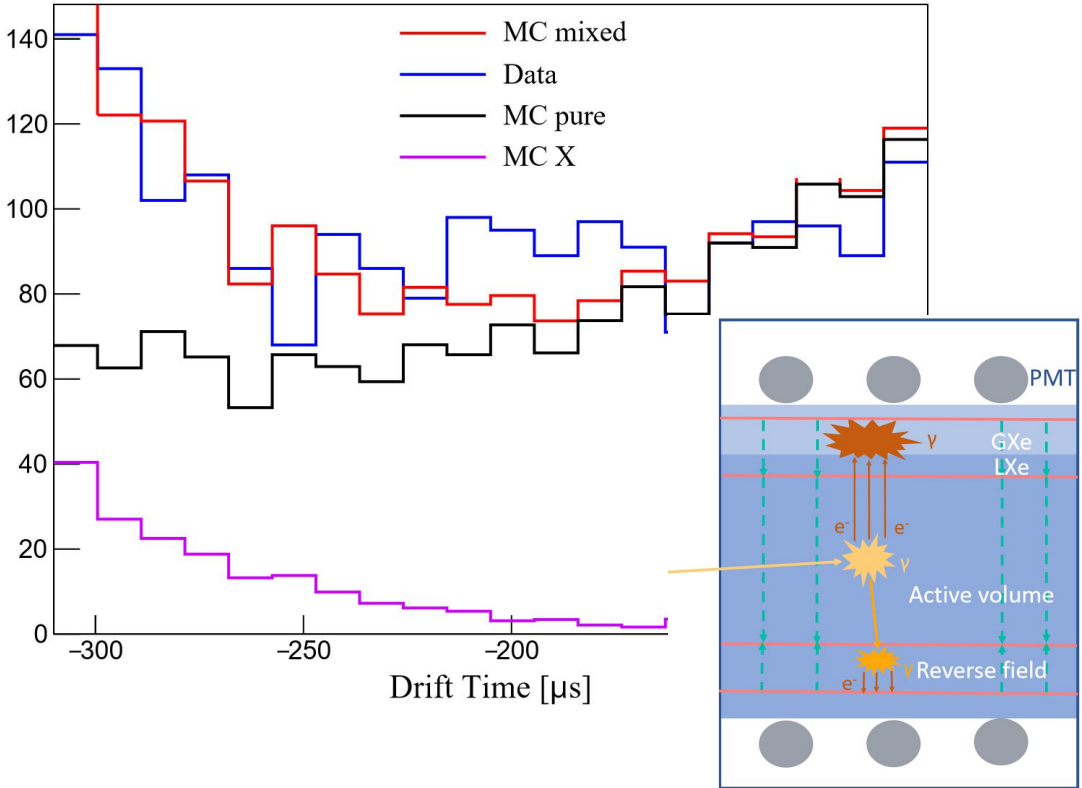 140
120
100
80
60
40
20
0
−300
−250
−200
Drift Time [μs]
MC mixed
Data
MC pure
MC X
PMT
γ
GXe
LXe
e-
e-
γ
Active volume
e-
γ
Reverse field